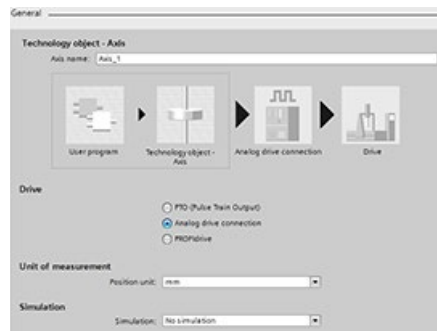 General
Technology object - Axis
Axis name: Axis_1
User program
Technology object -
Axis
Analog drive connection
Drive
Drive
PTO (Pulse Train Output)
Analog drive connection
PROFIdrive
Unit of measurement
Position unit: mm
Simulation
Simulation: No simulation